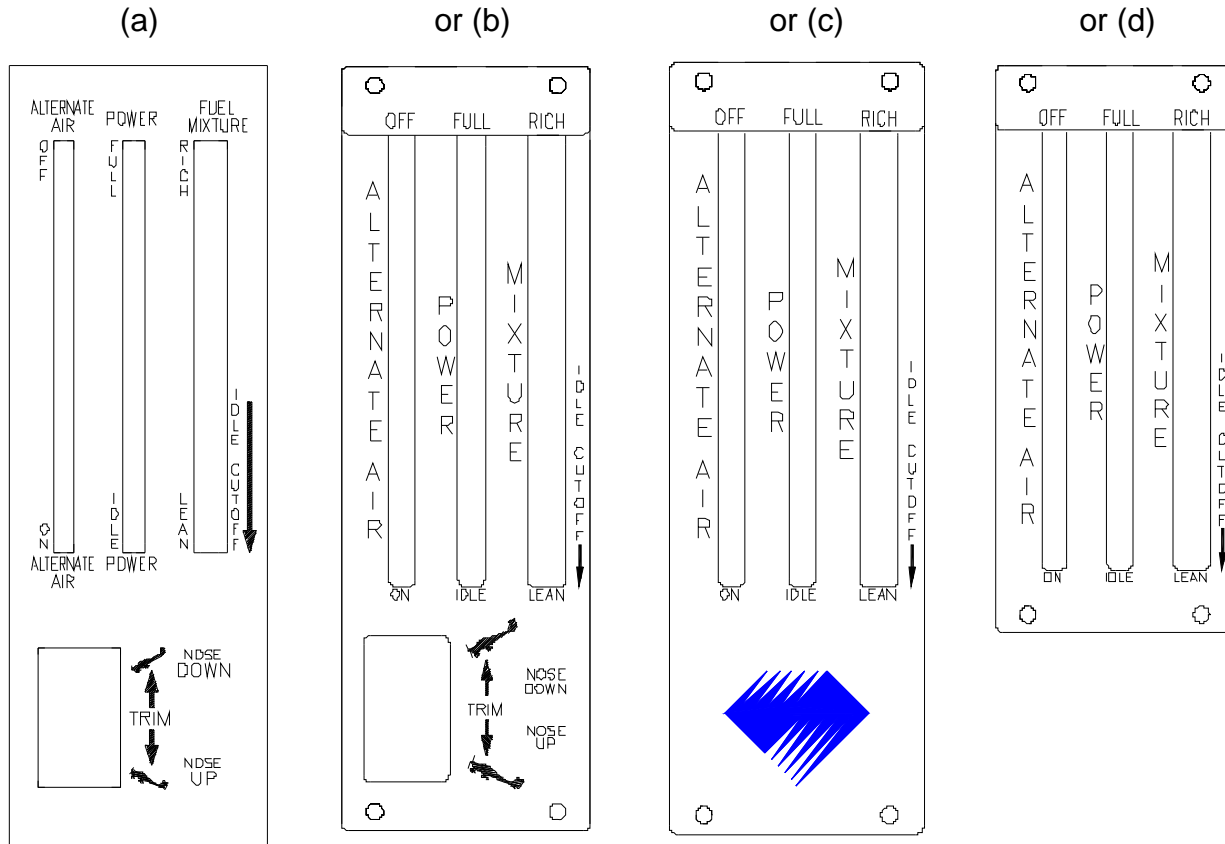 (a)
ALTERNATE AIR
POWER
FUEL MIXTURE
OFF
FULL
RICH
IDLE CUTOFF
ON
IDLE
LEAN
ALTERNATE AIR
POWER
NOSE DOWN
TRIM
NOSE UP
or (b)
OFF FULL RICH
ALTERNATE AIR
POWER
MIXTURE
IDLE CUTOFF
ON IDLE LEAN
NOSE DOWN
TRIM
NOSE UP
or (c)
OFF FULL RICH
ALTERNATE AIR
POWER
MIXTURE
IDLE CUTOFF
ON IDLE LEAN
or (d)
OFF FULL RICH
ALTERNATE AIR
POWER
MIXTURE
IDLE CUTOFF
ON IDLE LEAN